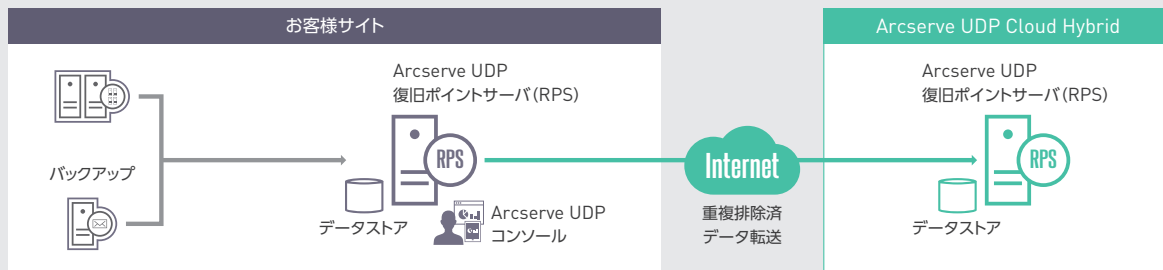 お客様サイト
Arcserve UDP Cloud Hybrid
Arcserve UDP
復旧ポイントサーバ(RPS)
Arcserve UDP
復旧ポイントサーバ(RPS)
バックアップ
RPS
Internet
RPS
データストア
Arcserve UDP
コンソール
重複排除済
データ転送
データストア